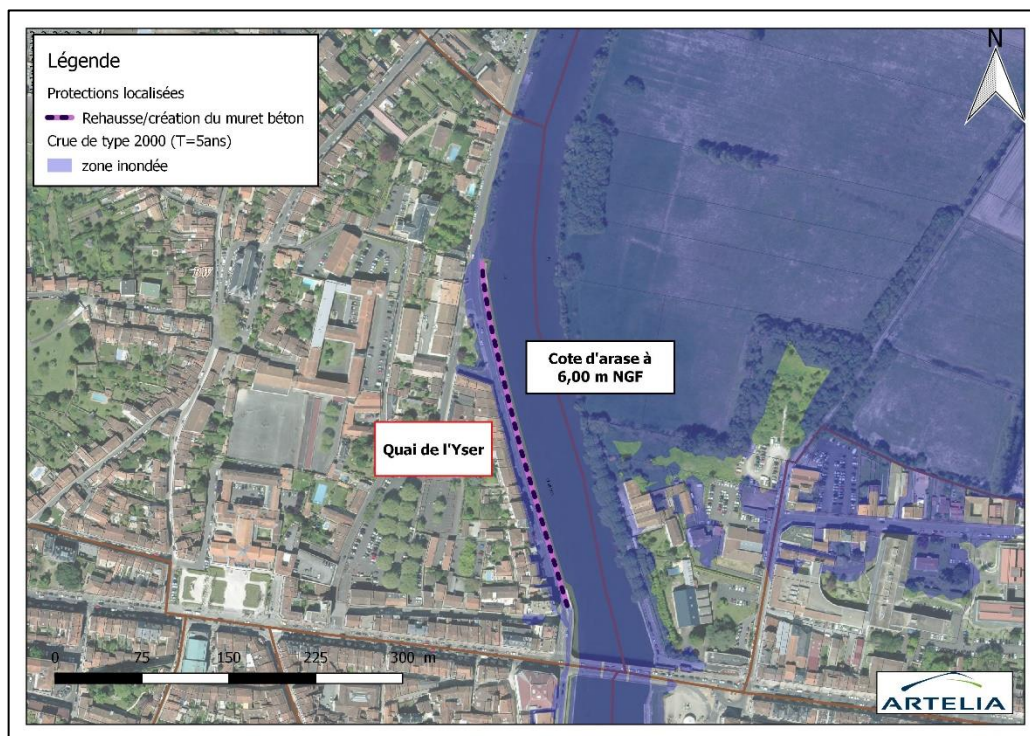 Légende
Protections localisées
Rehausse/création du muret béton
Crue de type 2000 (T=5ans)
zone inondée
N
Cote d'arase à
6,00 m NGF
Quai de l'Yser
0 75 150 225 300 m
ARTELIA